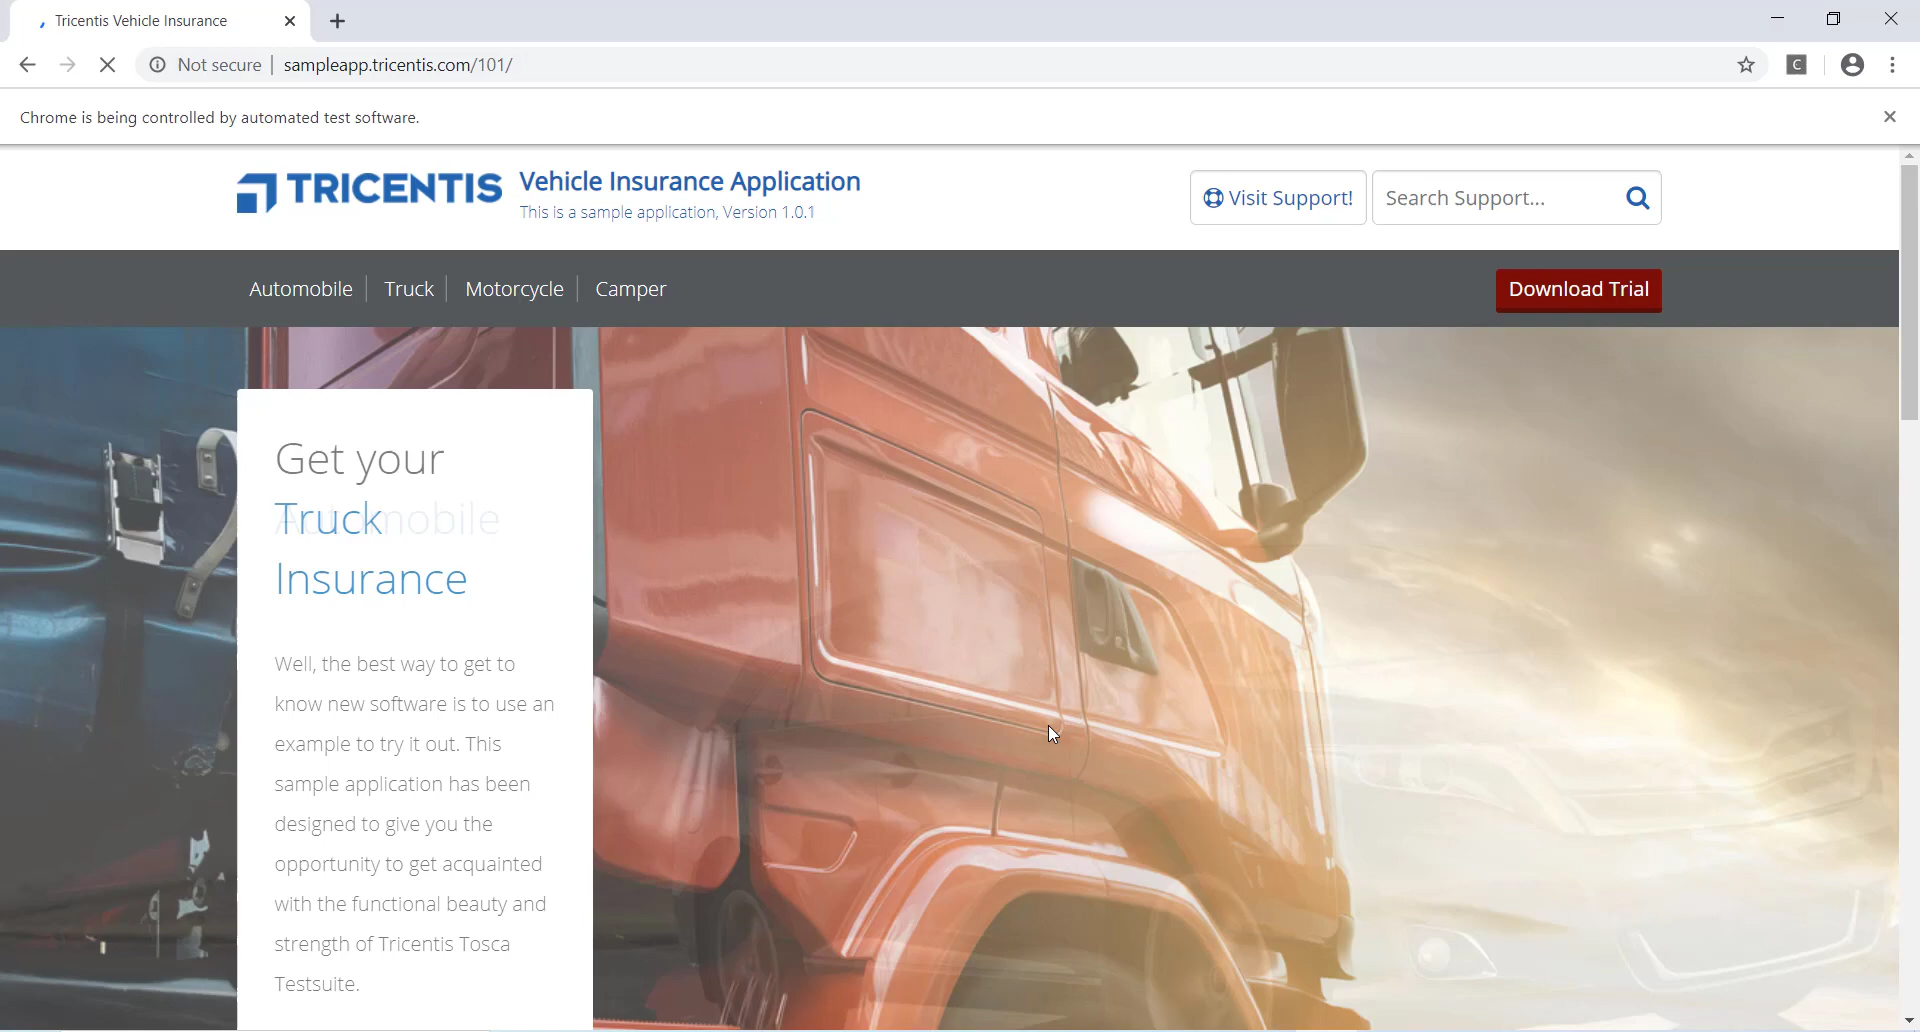 Tricentis Vehicle Insurance
Not secure
sampleapp.tricentis.com/101/
C
Chrome is being controlled by automated test software.
TRICENTIS
Vehicle Insurance Application
This is a sample application, Version 1.0.1
Visit Support!
Search Support...
Automobile
Truck
Motorcycle
Camper
Download Trial
Get your
Truck
Automobile
Insurance
Well, the best way to get to
know new software is to use an
example to try it out. This
sample application has been
designed to give you the
opportunity to get acquainted
with the functional beauty and
strength of Tricentis Tosca
Testsuite.